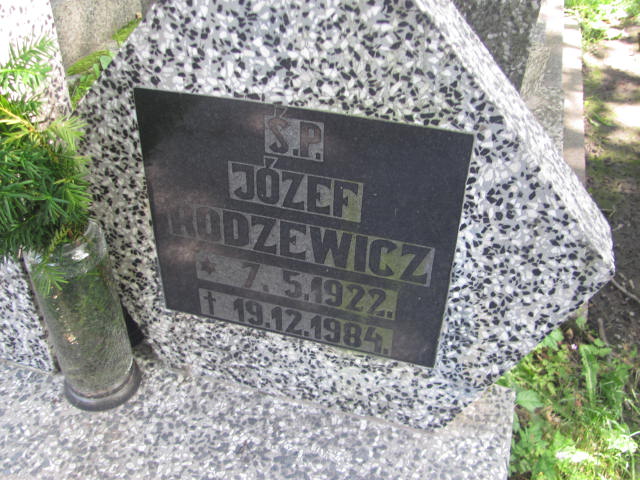 Ś.P.
JÓZEF
RODZEWICZ
* 7.5.1922.
† 19.12.1984.